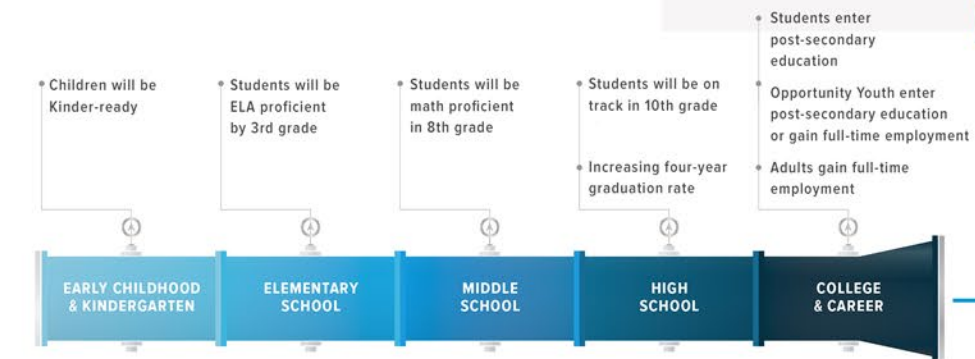 Children will be
Kinder-ready
Students will be
ELA proficient
by 3rd grade
Students will be
math proficient
in 8th grade
Students will be on
track in 10th grade
Increasing four-year
graduation rate
Students enter
post-secondary
education
Opportunity Youth enter
post-secondary education
or gain full-time employment
Adults gain full-time
employment
EARLY CHILDHOOD
& KINDERGARTEN
ELEMENTARY
SCHOOL
MIDDLE
SCHOOL
HIGH
SCHOOL
COLLEGE
& CAREER